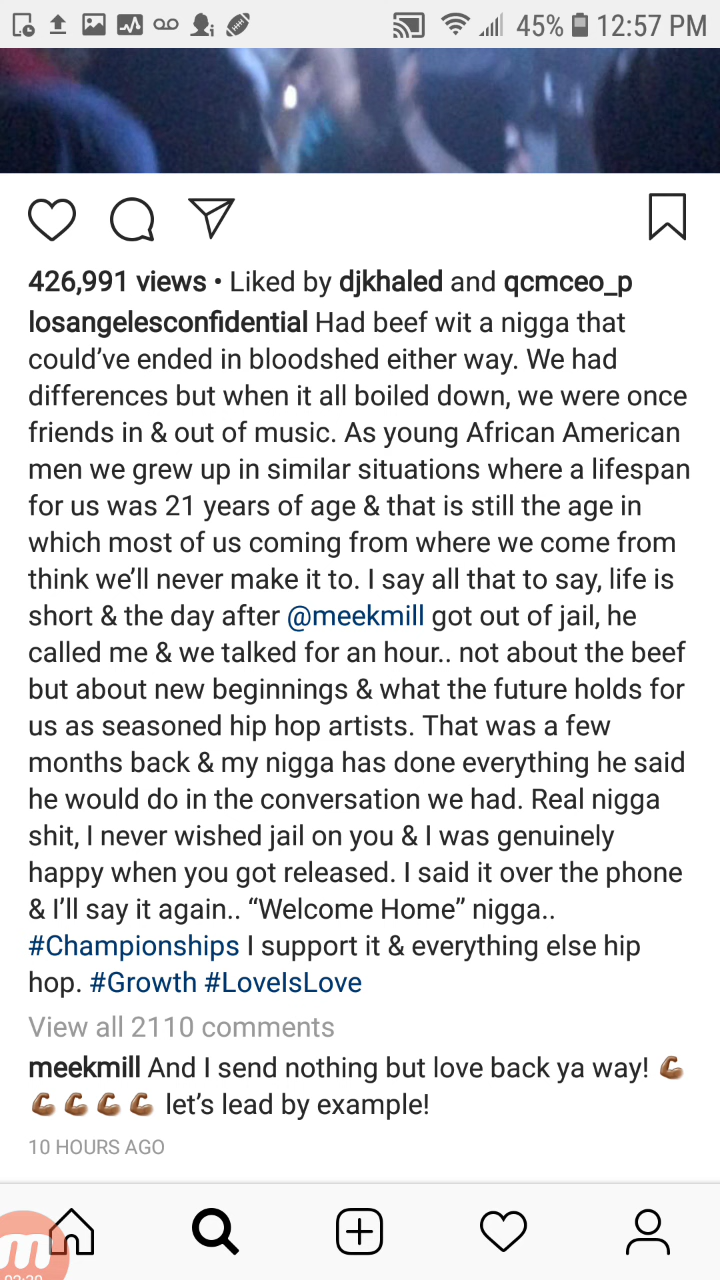 45% 12:57 PM
426,991 views • Liked by djkhaled and qcmceo_p
losangelesconfidential Had beef wit a nigga that
could've ended in bloodshed either way. We had
differences but when it all boiled down, we were once
friends in & out of music. As young African American
men we grew up in similar situations where a lifespan
for us was 21 years of age & that is still the age in
which most of us coming from where we come from
think we'll never make it to. I say all that to say, life is
short & the day after @meekmill got out of jail, he
called me & we talked for an hour.. not about the beef
but about new beginnings & what the future holds for
us as seasoned hip hop artists. That was a few
months back & my nigga has done everything he said
he would do in the conversation we had. Real nigga
shit, I never wished jail on you & I was genuinely
happy when you got released. I said it over the phone
& I'll say it again.. “Welcome Home” nigga..
#Championships I support it & everything else hip
hop. #Growth #LoveIsLove
View all 2110 comments
meekmill And I send nothing but love back ya way! 💪🏾
💪🏾💪🏾💪🏾💪🏾 let's lead by example!
10 HOURS AGO
m